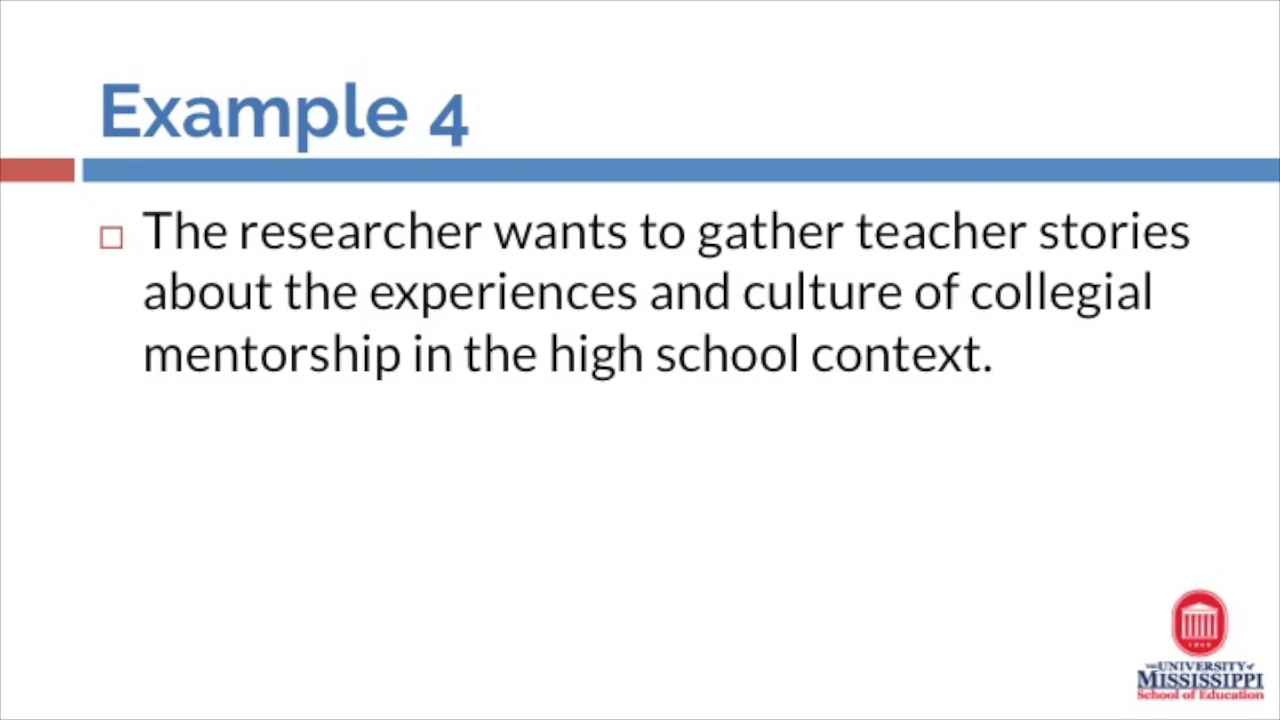 Example 4
The researcher wants to gather teacher stories
about the experiences and culture of collegial
mentorship in the high school context.
THE UNIVERSITY of
MISSISSIPPI
School of Education